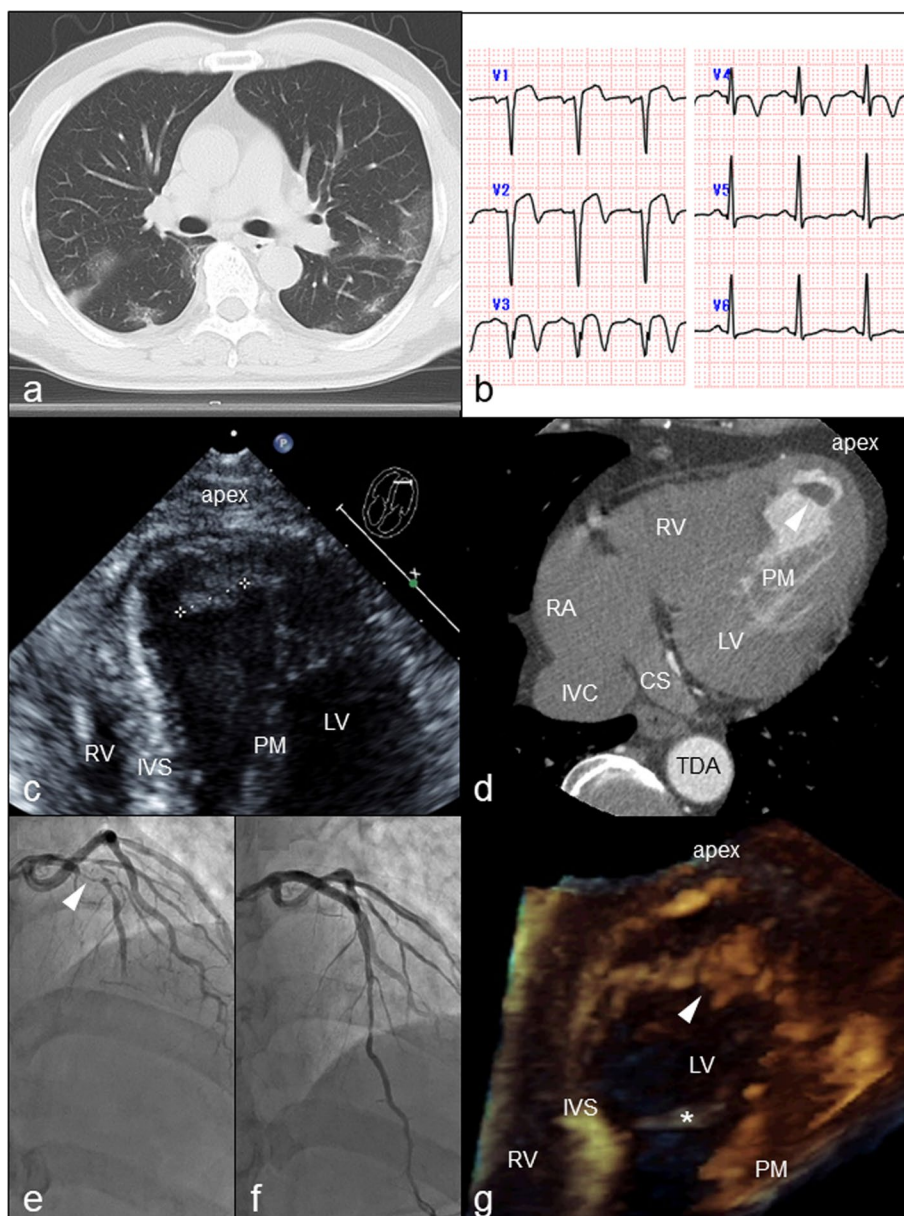 a
V1
V2
V3
V4
V5
V6
b
P
apex
RV
IVS
PM
LV
c
apex
RV
PM
RA
LV
IVC
CS
TDA
d
e
f
apex
LV
IVS
*
RV
PM
g